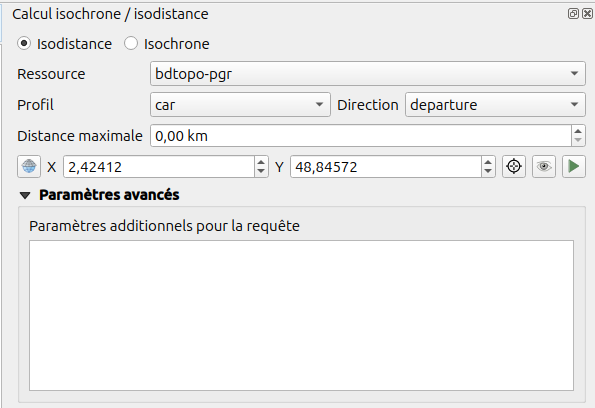 Calcul isochrone / isodistance
Isodistance Isochrone
Ressource bdtopo-pgr
Profil car Direction departure
Distance maximale 0,00 km
X 2,42412 Y 48,84572
Paramètres avancés
Paramètres additionnels pour la requête